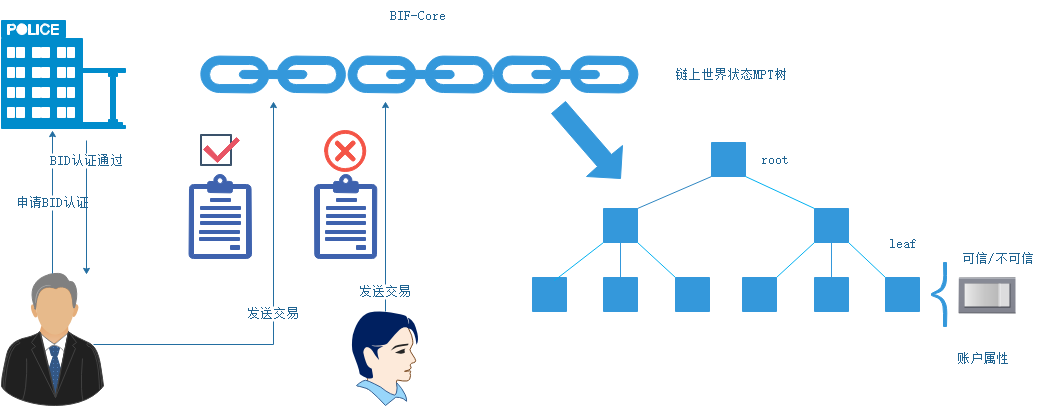 BIF-Core
POLICE
链上世界状态MPT树
BID认证通过
root
申请BID认证
leaf
可信/不可信
发送交易
发送交易
账户属性